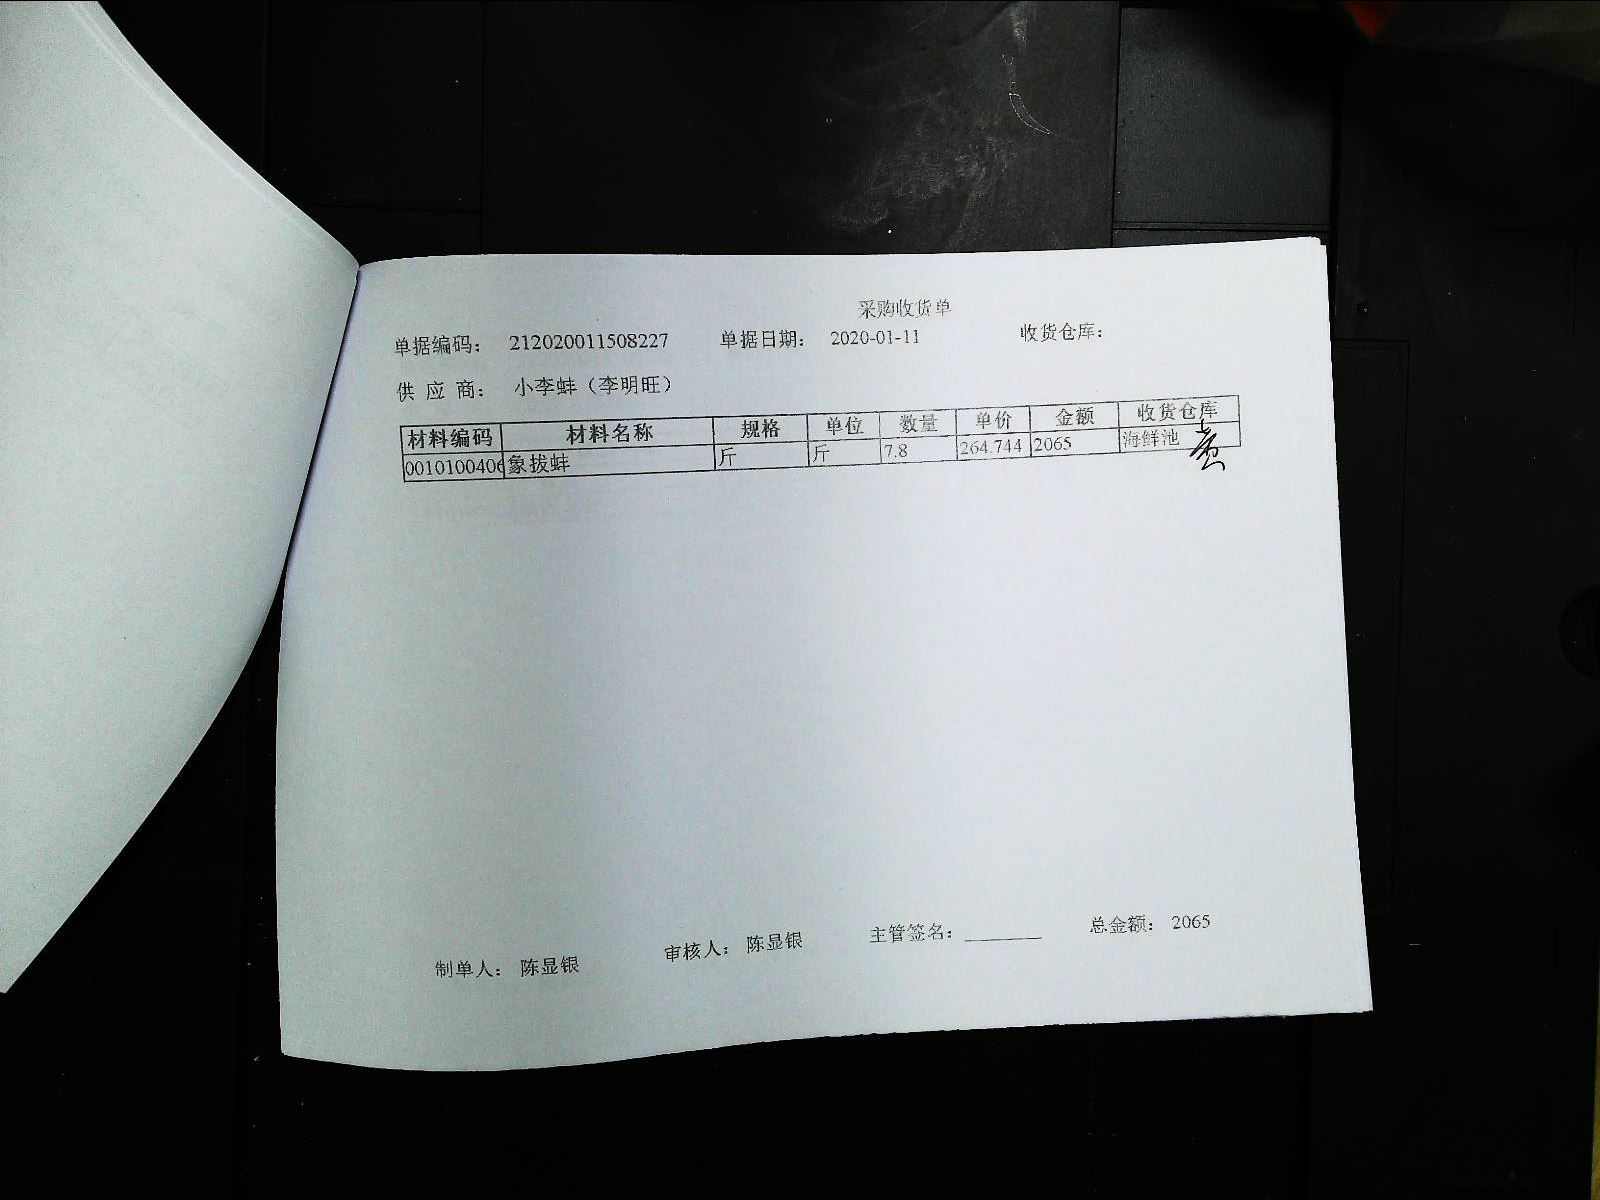 采购收货单
单据编码： 212020011508227 单据日期： 2020-01-11 收货仓库：
供 应 商： 小李蚌（李明旺）
材料编码 材料名称 规格 单位 数量 单价 金额 收货仓库
0010100406 象拔蚌 斤 斤 7.8 264.744 2065 海鲜池
制单人： 陈显银 审核人： 陈显银 主管签名：________ 总金额： 2065